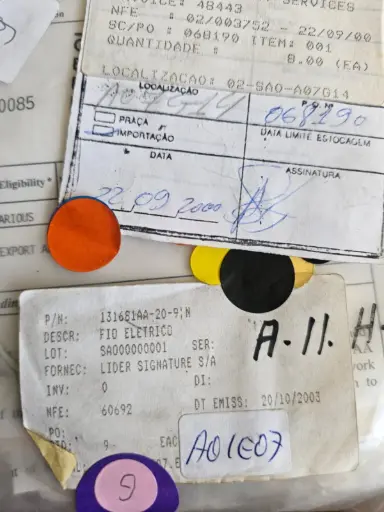 48443
SERVICES
NFE : 02/003752 - 22/09/00
SC/PO : 068190 ITEM: 001
QUANTIDADE : 8.00 (EA)
LOCALIZACAO: 02-SAO-A07G14
LOCALIZAÇÃO
068190
PRAÇA
IMPORTAÇÃO
DATA LIMITE ESTOCAGEM
DATA
ASSINATURA
22.09 2000
0085
Eligibility
ARIOUS
EXPORT A
P/N: 131681AA-20-9:N
DESCR: FIO ELETRICO
LOT: SA000000001 SER:
FORNEC: LIDER SIGNATURE S/A
INV: 0 DI:
NFE: 60692 DT EMISS: 20/10/2003
PO:
9 EAC
A.11.H
A01E07
9